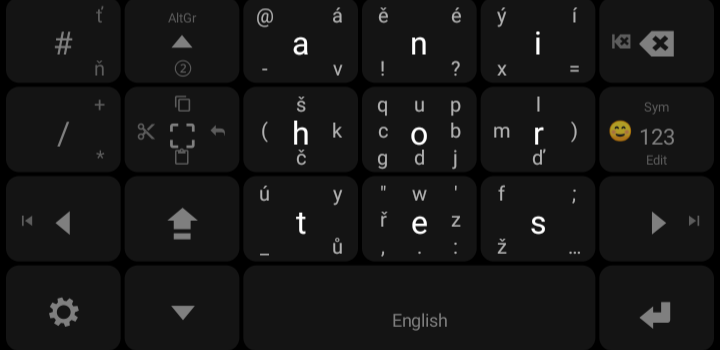 ť @ á ě é ý í
# AltGr a n i
ň 2 - v ! ? x =
+ š q u p l Sym
/ ( h k c o b m r ) 123
* č g d j ď Edit
ú y " w ' f ;
t ř e z s
_ ů , . : ž …
English